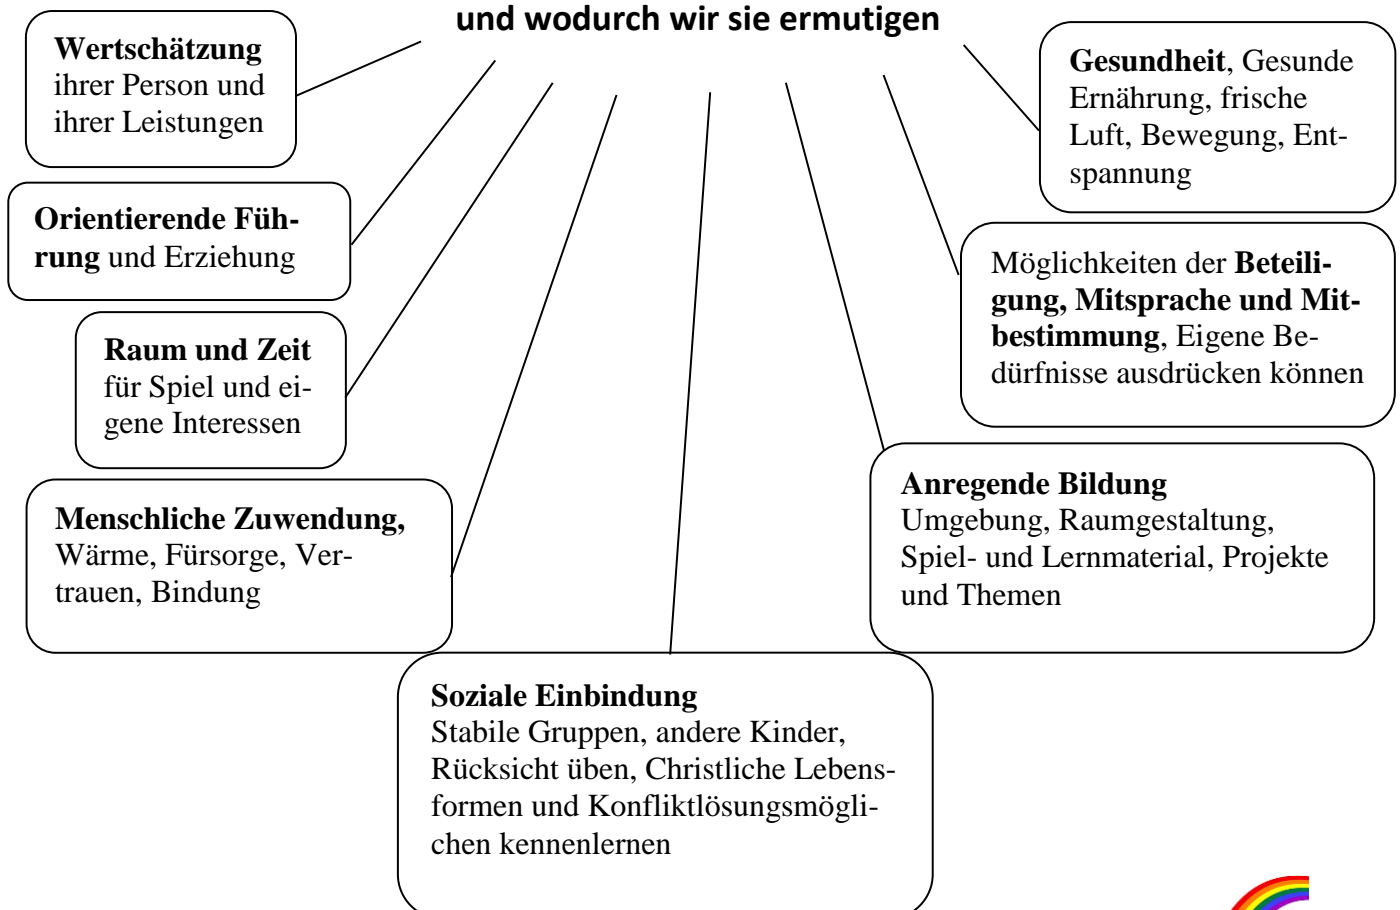 und wodurch wir sie ermutigen
Wertschätzung
ihrer Person und
ihrer Leistungen
Orientierende Füh-
rung und Erziehung
Raum und Zeit
für Spiel und ei-
gene Interessen
Menschliche Zuwendung,
Wärme, Fürsorge, Ver-
trauen, Bindung
Soziale Einbindung
Stabile Gruppen, andere Kinder,
Rücksicht üben, Christliche Lebens-
formen und Konfliktlösungsmögli-
chen kennenlernen
Anregende Bildung
Umgebung, Raumgestaltung,
Spiel- und Lernmaterial, Projekte
und Themen
Möglichkeiten der Beteili-
gung, Mitsprache und Mit-
bestimmung, Eigene Be-
dürfnisse ausdrücken können
Gesundheit, Gesunde
Ernährung, frische
Luft, Bewegung, Ent-
spannung